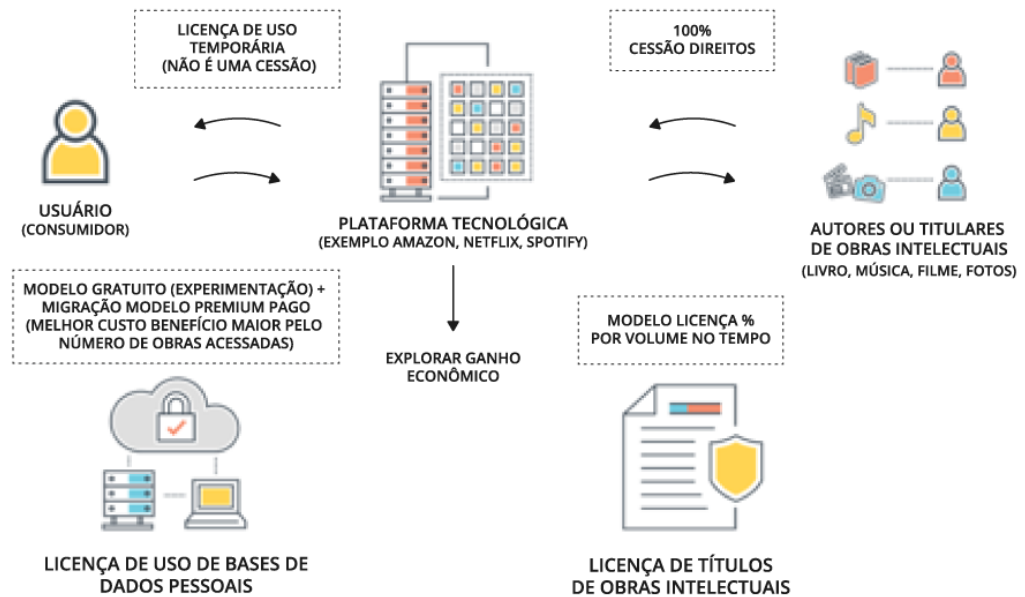 LICENÇA DE USO
TEMPORÁRIA
(NÃO É UMA CESSÃO)
100%
CESSÃO DIREITOS
USUÁRIO
(CONSUMIDOR)
PLATAFORMA TECNOLÓGICA
(EXEMPLO AMAZON, NETFLIX, SPOTIFY)
AUTORES OU TITULARES
DE OBRAS INTELECTUAIS
(LIVRO, MÚSICA, FILME, FOTOS)
MODELO GRATUITO (EXPERIMENTAÇÃO) +
MIGRAÇÃO MODELO PREMIUM PAGO
(MELHOR CUSTO BENEFÍCIO MAIOR PELO
NÚMERO DE OBRAS ACESSADAS)
EXPLORAR GANHO
ECONÔMICO
MODELO LICENÇA %
POR VOLUME NO TEMPO
LICENÇA DE USO DE BASES DE
DADOS PESSOAIS
LICENÇA DE TÍTULOS
DE OBRAS INTELECTUAIS